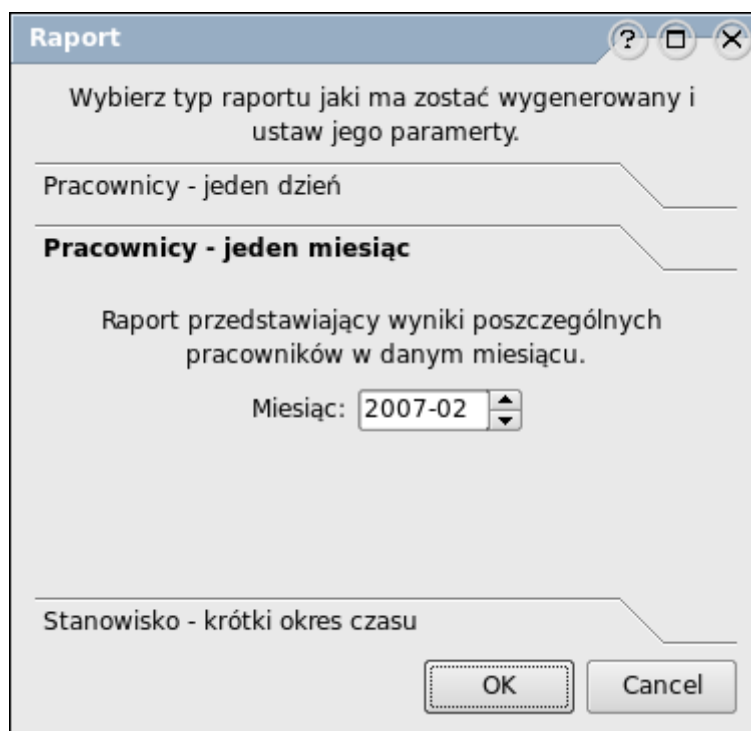 Raport
Wybierz typ raportu jaki ma zostać wygenerowany i
ustaw jego paramerty.
Pracownicy - jeden dzień
Pracownicy - jeden miesiąc
Raport przedstawiający wyniki poszczególnych
pracowników w danym miesiącu.
Miesiąc: 2007-02
Stanowisko - krótki okres czasu
OK Cancel